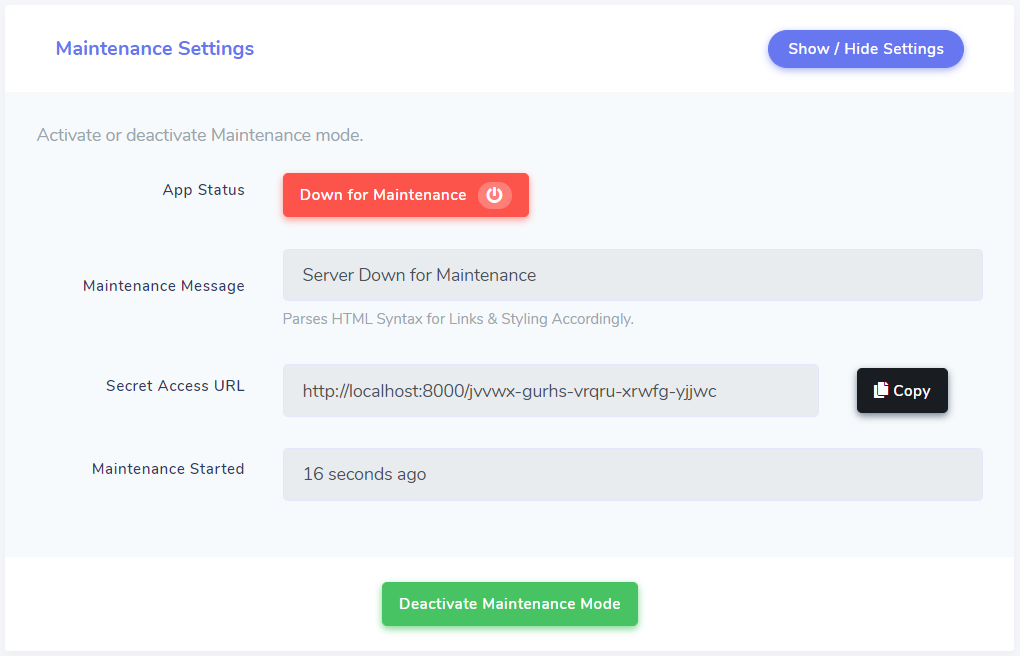 Maintenance Settings
Show / Hide Settings
Activate or deactivate Maintenance mode.
App Status
Down for Maintenance
Maintenance Message
Server Down for Maintenance
Parses HTML Syntax for Links & Styling Accordingly.
Secret Access URL
http://localhost:8000/jvvwx-gurhs-vrqru-xrwfg-yjjwc
Copy
Maintenance Started
16 seconds ago
Deactivate Maintenance Mode